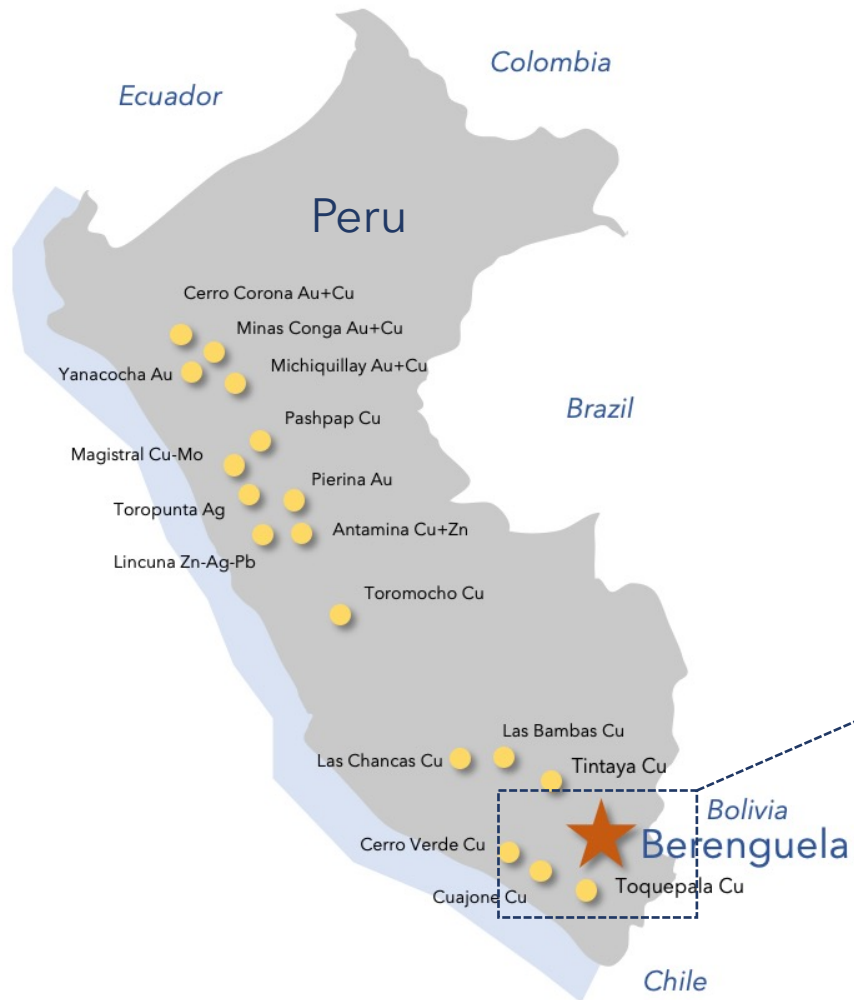 Colombia
Ecuador
Peru
Cerro Corona Au+Cu
Minas Conga Au+Cu
Michiquillay Au+Cu
Yanacocha Au
Brazil
Pashpap Cu
Magistral Cu-Mo
Pierina Au
Toropunta Ag
Antamina Cu+Zn
Lincuna Zn-Ag-Pb
Toromocho Cu
Las Bambas Cu
Las Chancas Cu
Tintaya Cu
Bolivia
Berenguela
Cerro Verde Cu
Toquepala Cu
Cuajone Cu
Chile